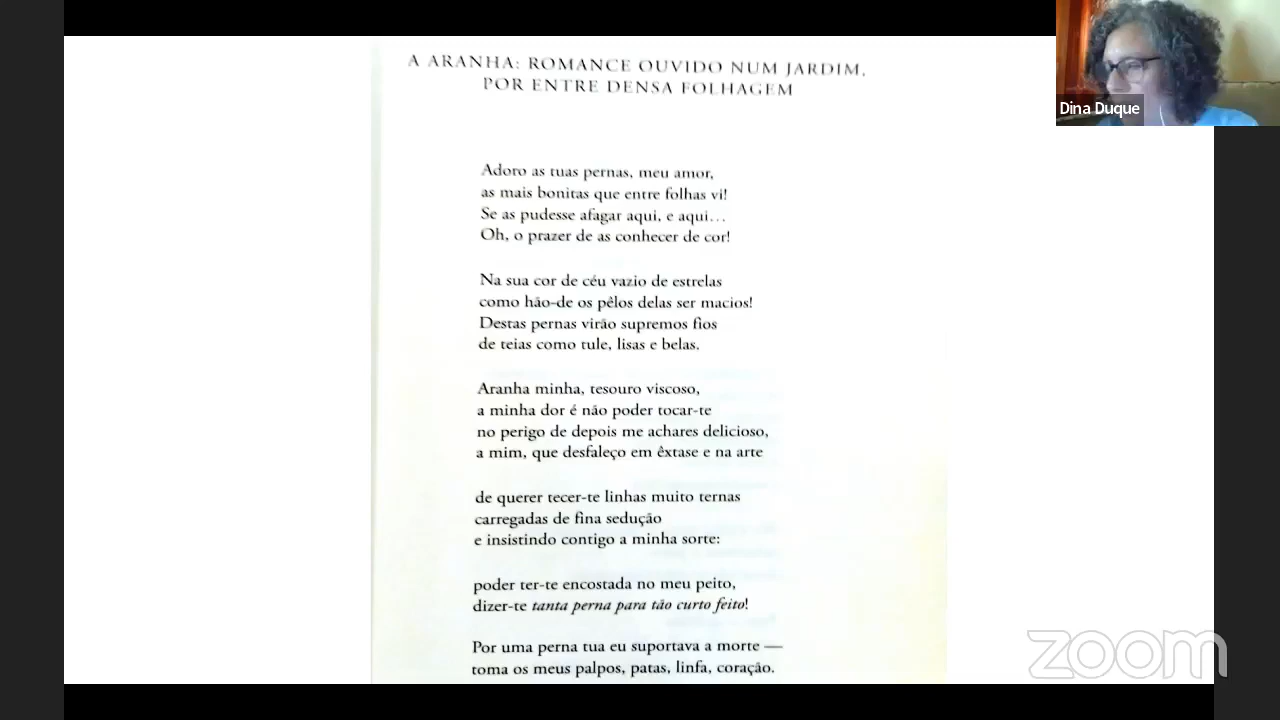 A ARANHA: ROMANCE OUVIDO NUM JARDIM,
POR ENTRE DENSA FOLHAGEM
Dina Duque
Adoro as tuas pernas, meu amor,
as mais bonitas que entre folhas vi!
Se as pudesse afagar aqui, e aqui…
Oh, o prazer de as conhecer de cor!
Na sua cor de céu vazio de estrelas
como hão-de os pêlos delas ser macios!
Destas pernas virão supremos fios
de teias como tule, lisas e belas.
Aranha minha, tesouro viscoso,
a minha dor é não poder tocar-te
no perigo de depois me achares delicioso,
a mim, que desfaleço em êxtase e na arte
de querer tecer-te linhas muito ternas
carregadas de fina sedução
e insistindo contigo a minha sorte:
poder ter-te encostada no meu peito,
dizer-te tanta perna para tão curto feito!
Por uma perna tua eu suportava a morte —
toma os meus palpos, patas, linfa, coração.
zoom